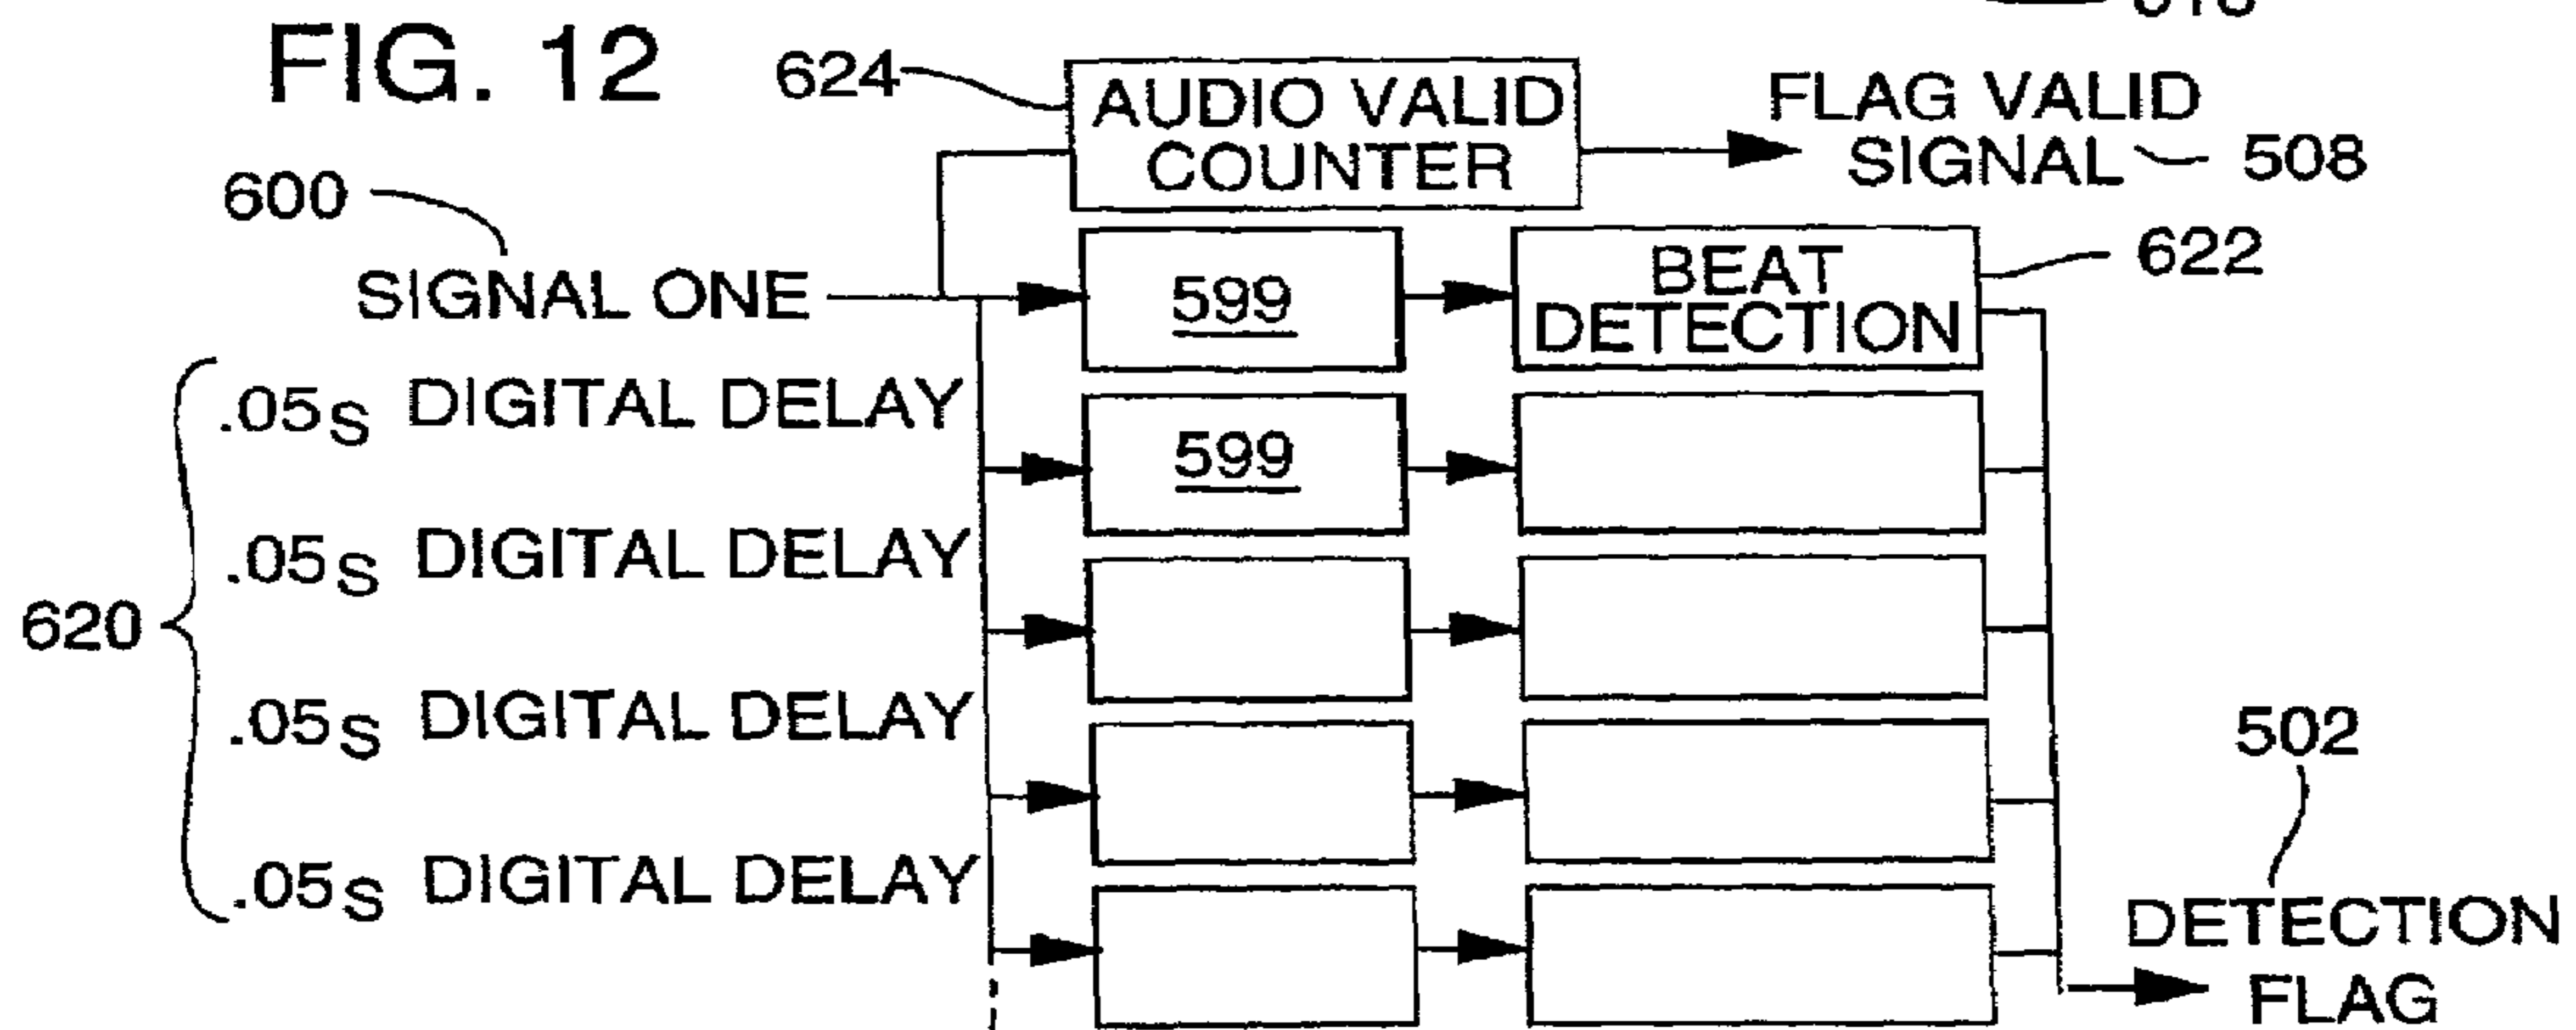 FIG. 12
624
AUDIO VALID
COUNTER
FLAG VALID
SIGNAL
508
600
SIGNAL ONE
599
BEAT
DETECTION
622
.05s DIGITAL DELAY
599
.05s DIGITAL DELAY
620
.05s DIGITAL DELAY
502
.05s DIGITAL DELAY
DETECTION
FLAG